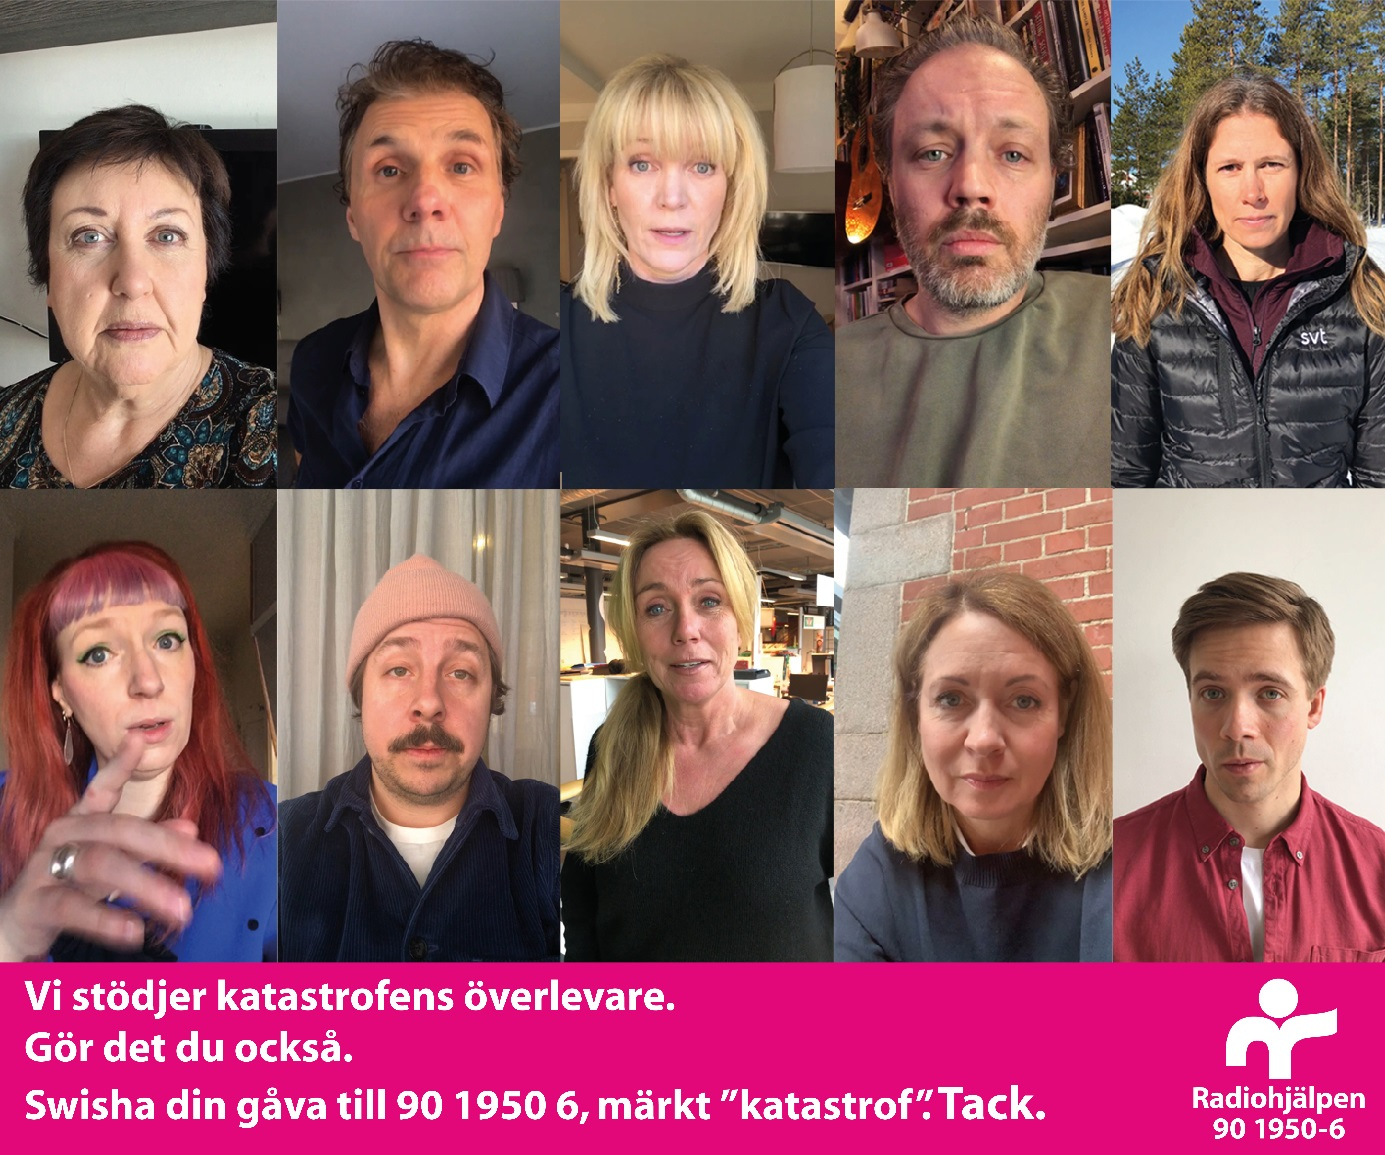 svt
Vi stödjer katastrofens överlevare.
Gör det du också.
Swisha din gåva till 90 1950 6, märkt ”katastrof”. Tack.
Radiohjälpen
90 1950-6